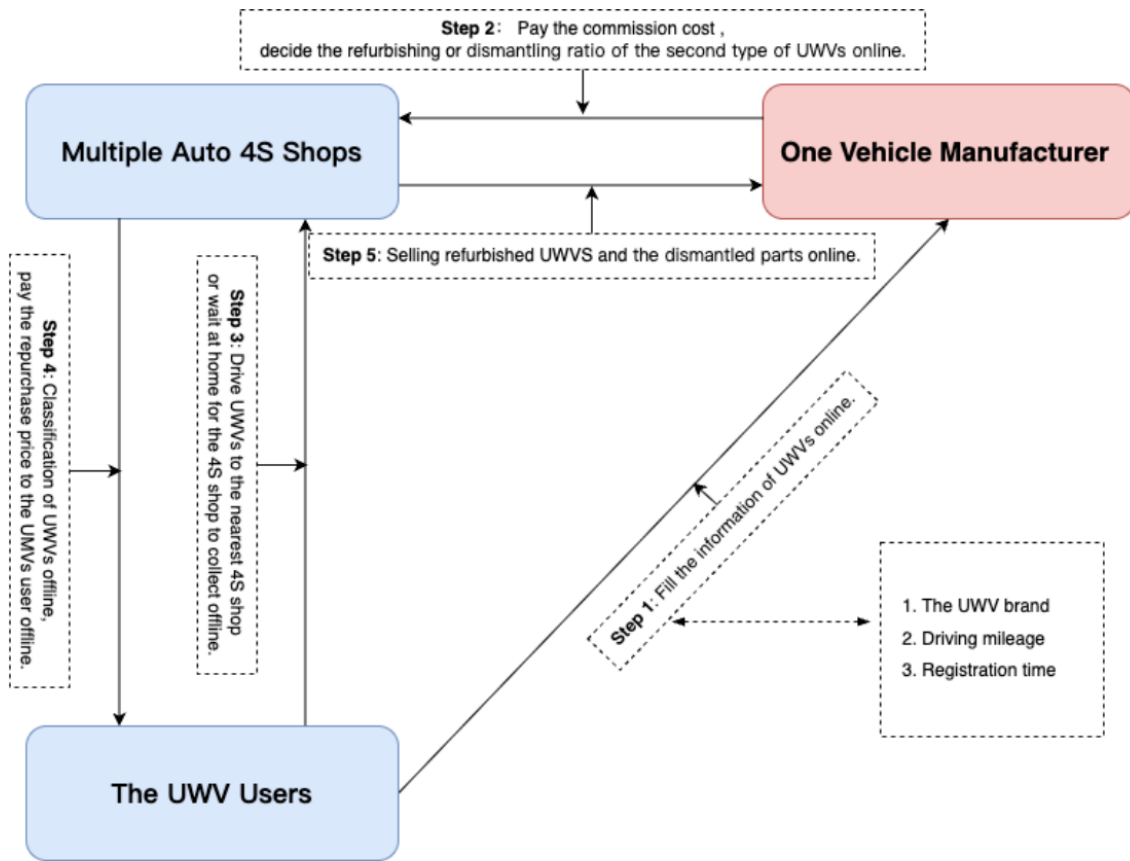 Step 2: Pay the commission cost ,
decide the refurbishing or dismantling ratio of the second type of UWVs online.
Multiple Auto 4S Shops
One Vehicle Manufacturer
Step 5: Selling refurbished UWVS and the dismantled parts online.
Step 4: Classification of UWVs offline,
pay the repurchase price to the UMVs user offline.
Step 3: Drive UWVs to the nearest 4S shop
or wait at home for the 4S shop to collect offline.
Step 1: Fill the information of UWVs online.
1. The UWV brand
2. Driving mileage
3. Registration time
The UWV Users